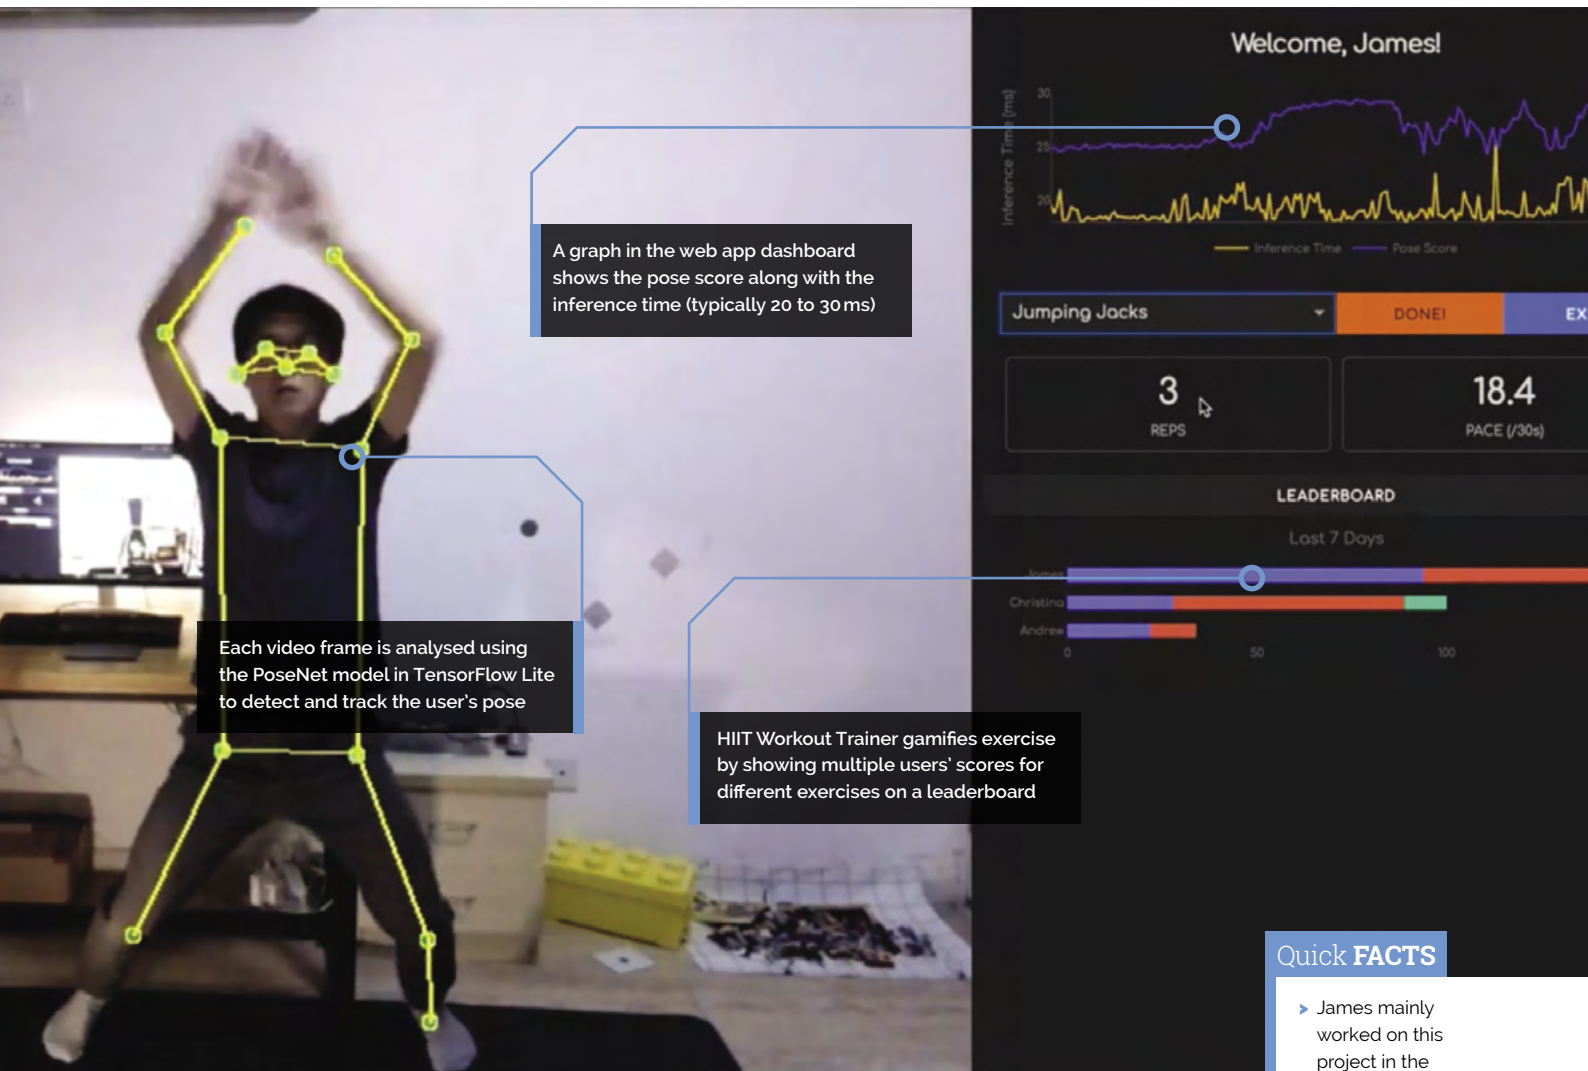 Welcome, James!
Inference Time (ms)
30
25
20
Inference Time
Pose Score
A graph in the web app dashboard
shows the pose score along with the
inference time (typically 20 to 30 ms)
Jumping Jacks
DONE!
EX
3
REPS
18.4
PACE (/30s)
LEADERBOARD
Last 7 Days
James
Christina
Andrew
0
50
100
Each video frame is analysed using
the PoseNet model in TensorFlow Lite
to detect and track the user's pose
HIIT Workout Trainer gamifies exercise
by showing multiple users' scores for
different exercises on a leaderboard
Quick FACTS
> James mainly
worked on this
project in the